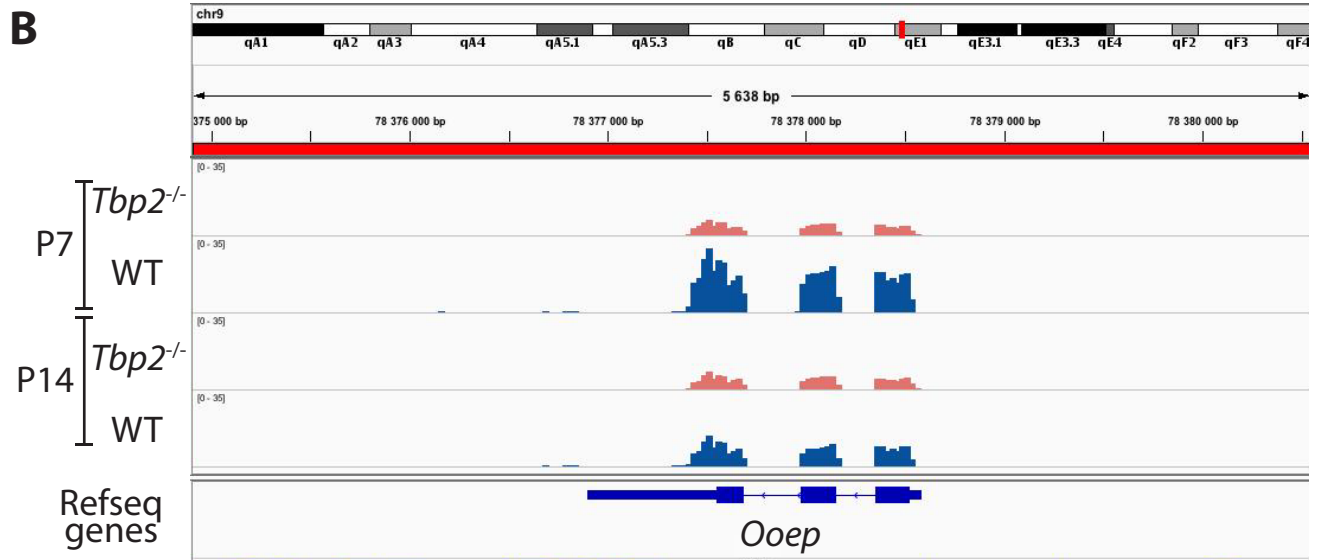 B
chr9
qA1 qA2 qA3 qA4 qA5.1 qA5.3 qB qC qD qE1 qE3.1 qE3.3 qE4 qF2 qF3 qF4
5 638 bp
375 000 bp 78 376 000 bp 78 377 000 bp 78 378 000 bp 78 379 000 bp 78 380 000 bp
[0 - 35]
Tbp2-/-
P7
[0 - 35]
WT
[0 - 35]
Tbp2-/-
P14
[0 - 35]
WT
Refseq
genes
Ooep